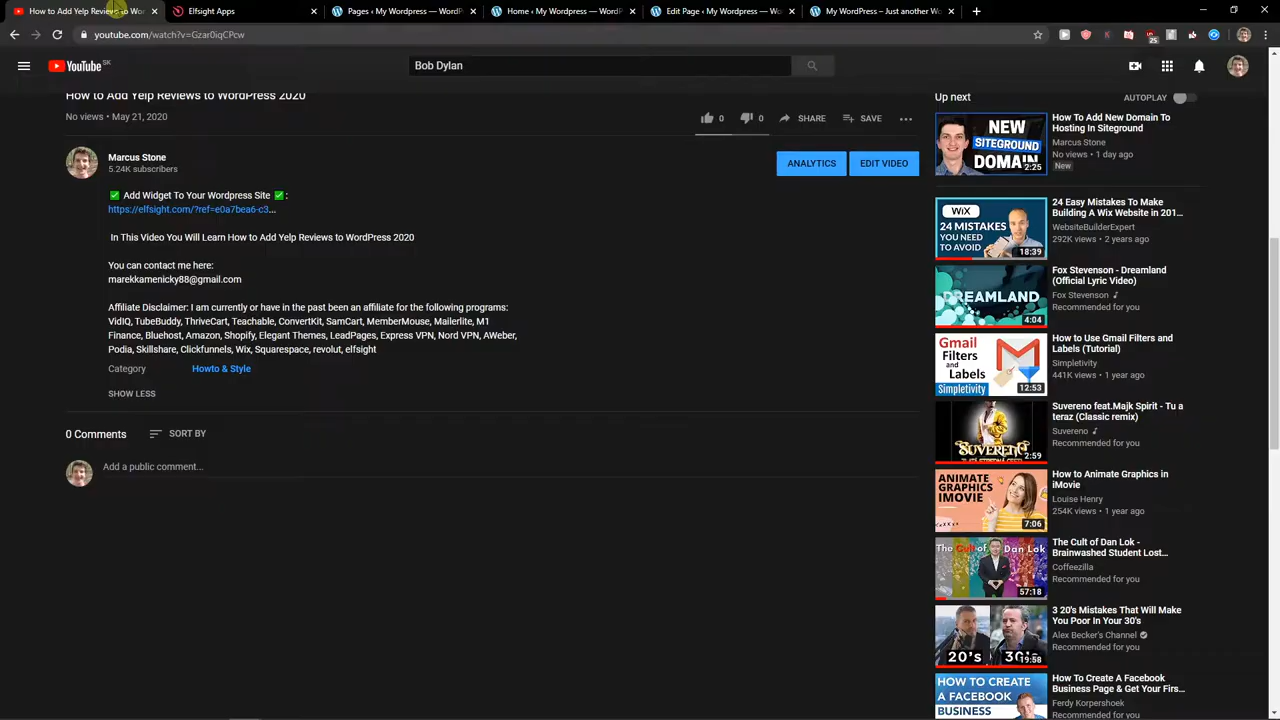 How to Add Yelp Reviews to Wor
Elfsight Apps
Pages ‹ My Wordpress — WordP
Home ‹ My Wordpress — WordP
Edit Page ‹ My Wordpress — Wo
My WordPress – Just another Wo
youtube.com/watch?v=Gzar0iqCPcw
25
YouTube SK
Bob Dylan
How to Add Yelp Reviews to WordPress 2020
No views • May 21, 2020
0
0
SHARE
SAVE
Marcus Stone
5.24K subscribers
ANALYTICS
EDIT VIDEO
Add Widget To Your Wordpress Site :
https://elfsight.com/?ref=e0a7bea6-c3...
In This Video You Will Learn How to Add Yelp Reviews to WordPress 2020
You can contact me here:
marekkamenicky88@gmail.com
Affiliate Disclaimer: I am currently or have in the past been an affiliate for the following programs:
VidIQ, TubeBuddy, ThriveCart, Teachable, ConvertKit, SamCart, MemberMouse, Mailerlite, M1
Finance, Bluehost, Amazon, Shopify, Elegant Themes, LeadPages, Express VPN, Nord VPN, AWeber,
Podia, Skillshare, Clickfunnels, Wix, Squarespace, revolut, elfsight
Category
Howto & Style
SHOW LESS
0 Comments
SORT BY
Add a public comment...
Up next
AUTOPLAY
NEW
SITEGROUND
DOMAIN
2:25
How To Add New Domain To
Hosting In Siteground
Marcus Stone
No views • 1 day ago
New
WiX
24 MISTAKES
YOU NEED
TO AVOID
18:39
24 Easy Mistakes To Make
Building A Wix Website in 201...
WebsiteBuilderExpert
292K views • 2 years ago
DREAMLAND
4:04
Fox Stevenson - Dreamland
(Official Lyric Video)
Fox Stevenson
Recommended for you
Gmail
Filters
and
Labels
Simpletivity
12:53
How to Use Gmail Filters and
Labels (Tutorial)
Simpletivity
441K views • 1 year ago
SUVERENO
2:59
Suvereno feat.Majk Spirit - Tu a
teraz (Classic remix)
Suvereno
Recommended for you
ANIMATE
GRAPHICS
IMOVIE
7:06
How to Animate Graphics in
iMovie
Louise Henry
254K views • 1 year ago
The Cult of Dan Lok
57:18
The Cult of Dan Lok -
Brainwashed Student Lost...
Coffeezilla
Recommended for you
20's
30's
19:58
3 20's Mistakes That Will Make
You Poor In Your 30's
Alex Becker's Channel
Recommended for you
HOW TO CREATE
A FACEBOOK
BUSINESS
How To Create A Facebook
Business Page & Get Your Firs...
Ferdy Korpershoek
Recommended for you